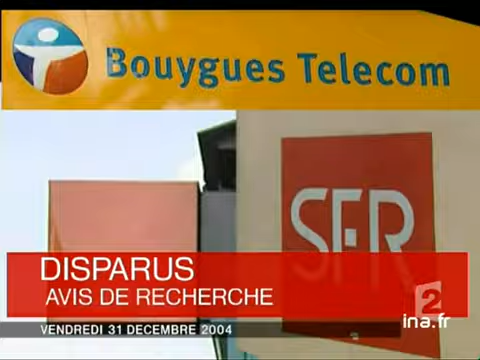 Bouygues Telecom
SFR
DISPARUS
AVIS DE RECHERCHE
2
ina.fr
VENDREDI 31 DECEMBRE 2004